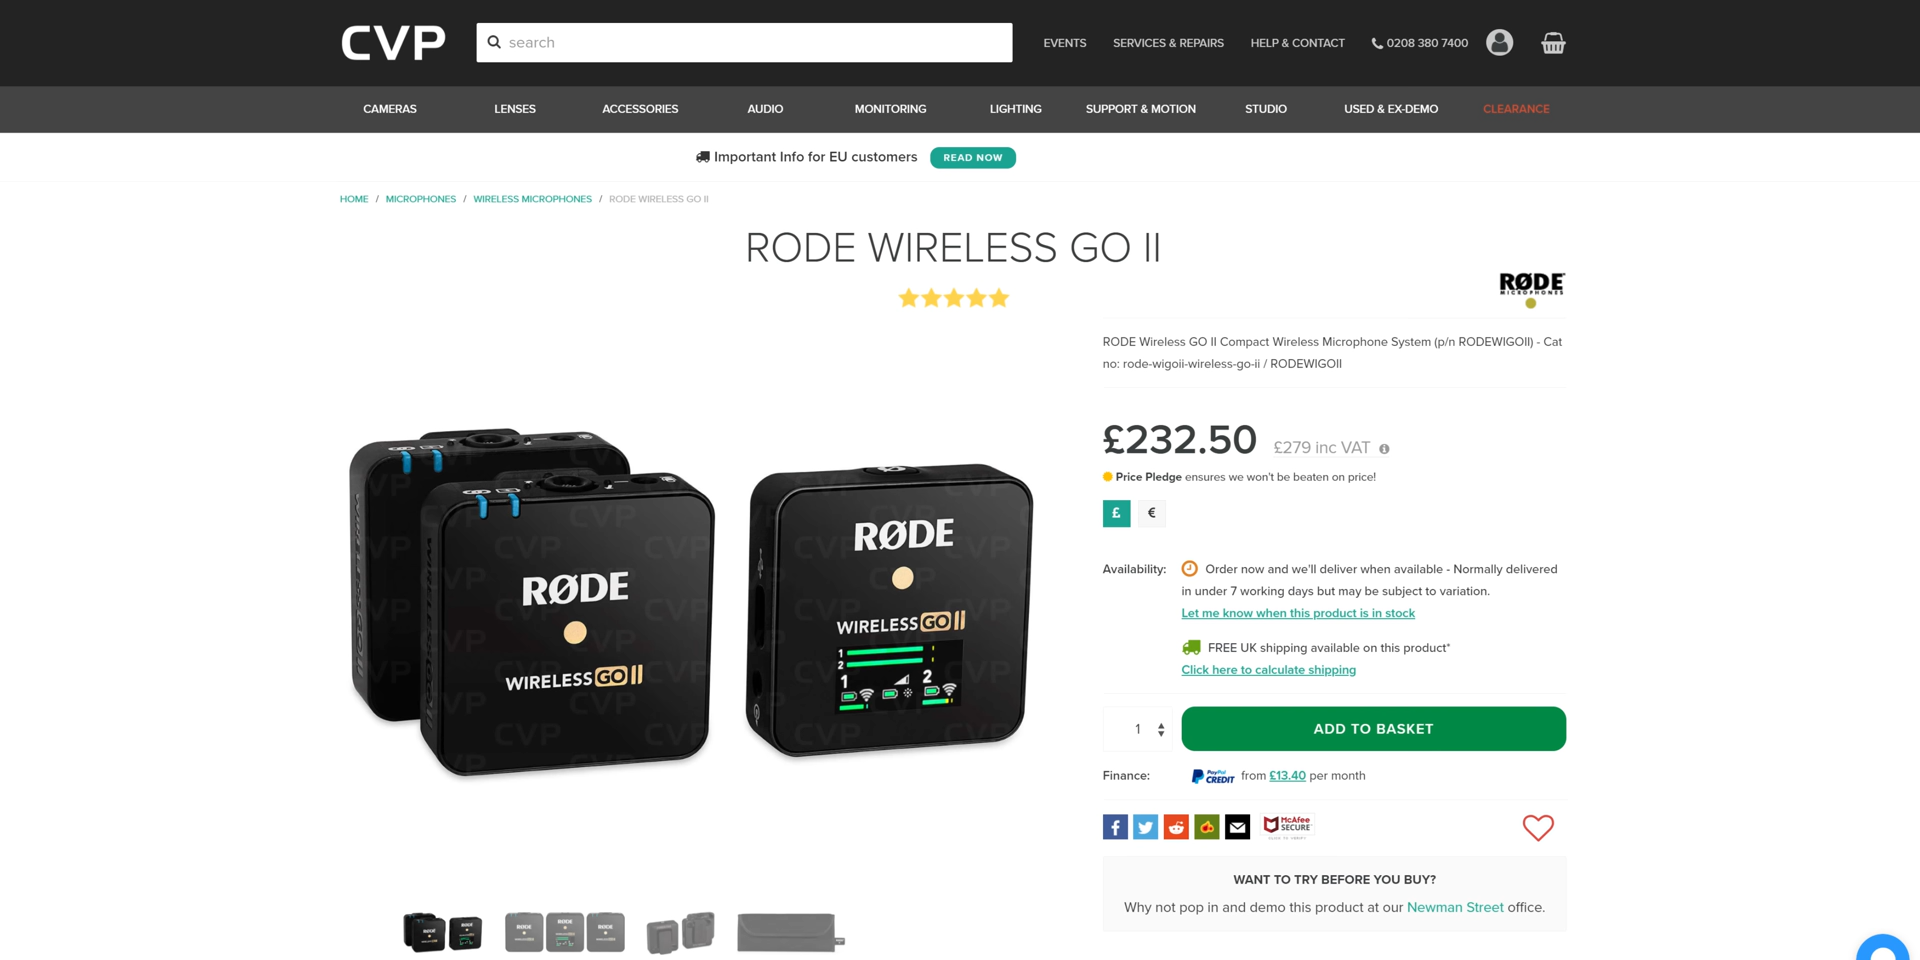 CVP
search
EVENTS
SERVICES & REPAIRS
HELP & CONTACT
0208 380 7400
CAMERAS
LENSES
ACCESSORIES
AUDIO
MONITORING
LIGHTING
SUPPORT & MOTION
STUDIO
USED & EX-DEMO
CLEARANCE
Important Info for EU customers
READ NOW
HOME / MICROPHONES / WIRELESS MICROPHONES / RODE WIRELESS GO II
RODE WIRELESS GO II
RØDE
MICROPHONES
RODE Wireless GO II Compact Wireless Microphone System (p/n RODEWIGOII) - Cat
no: rode-wigoii-wireless-go-ii / RODEWIGOII
£232.50 £279 inc VAT
Price Pledge ensures we won't be beaten on price!
£ €
Availability: Order now and we'll deliver when available - Normally delivered
in under 7 working days but may be subject to variation.
Let me know when this product is in stock
FREE UK shipping available on this product*
Click here to calculate shipping
1
ADD TO BASKET
Finance: PayPal CREDIT from £13.40 per month
McAfee
SECURE
WANT TO TRY BEFORE YOU BUY?
Why not pop in and demo this product at our Newman Street office.
RØDE
WIRELESS GO II
RØDE
WIRELESS GO II
1
2
1 2